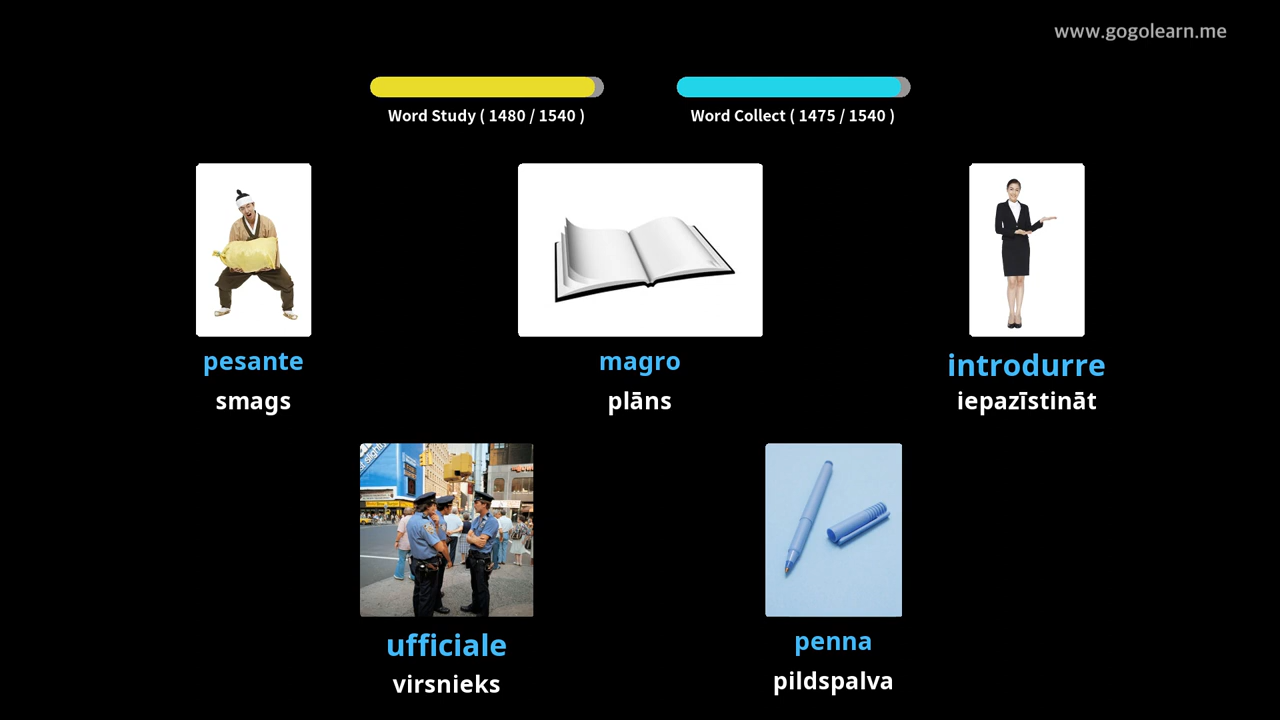 www.gogolearn.me
Word Study ( 1480 / 1540 )
Word Collect ( 1475 / 1540 )
pesante
smags
magro
plāns
introdurre
iepazīstināt
ufficiale
virsnieks
penna
pildspalva